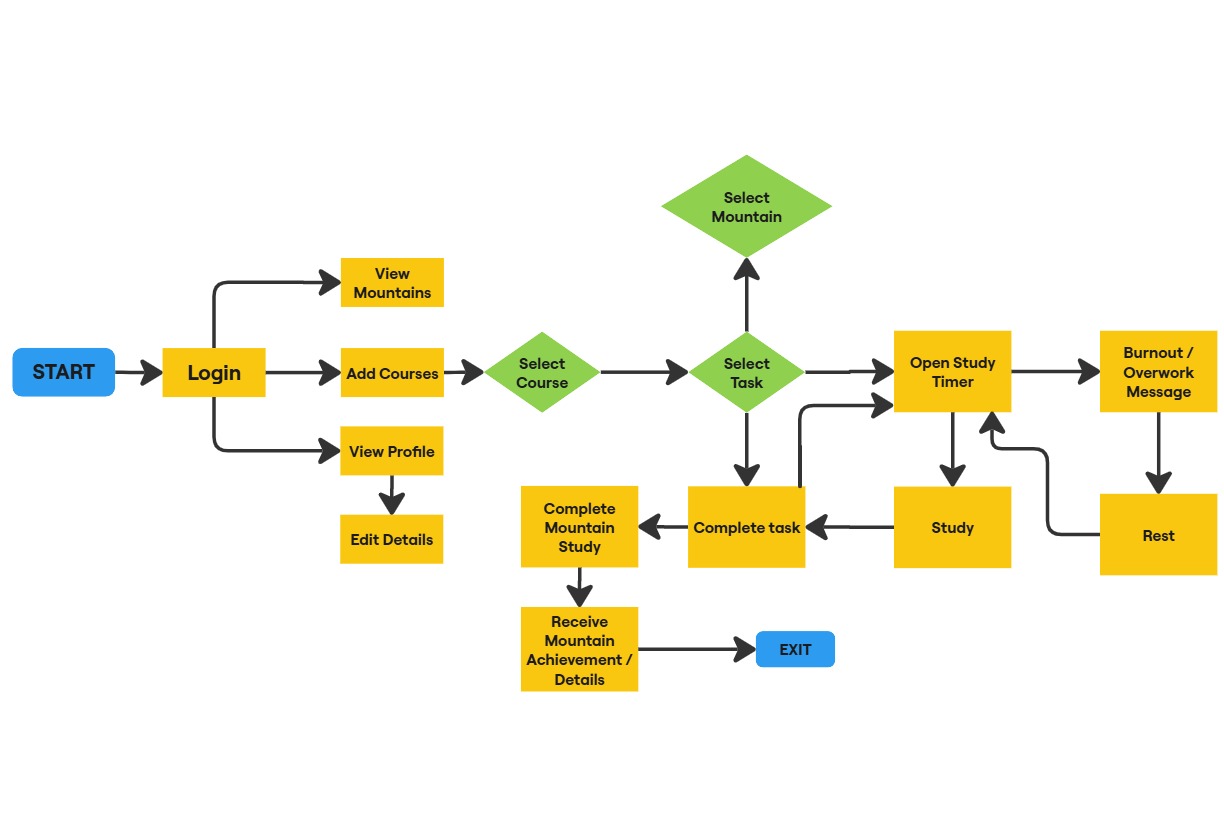 START
Login
View
Mountains
Add Courses
View Profile
Edit Details
Select
Course
Select
Mountain
Select
Task
Open Study
Timer
Burnout /
Overwork
Message
Complete
Mountain
Study
Complete task
Study
Rest
Receive
Mountain
Achievement /
Details
EXIT